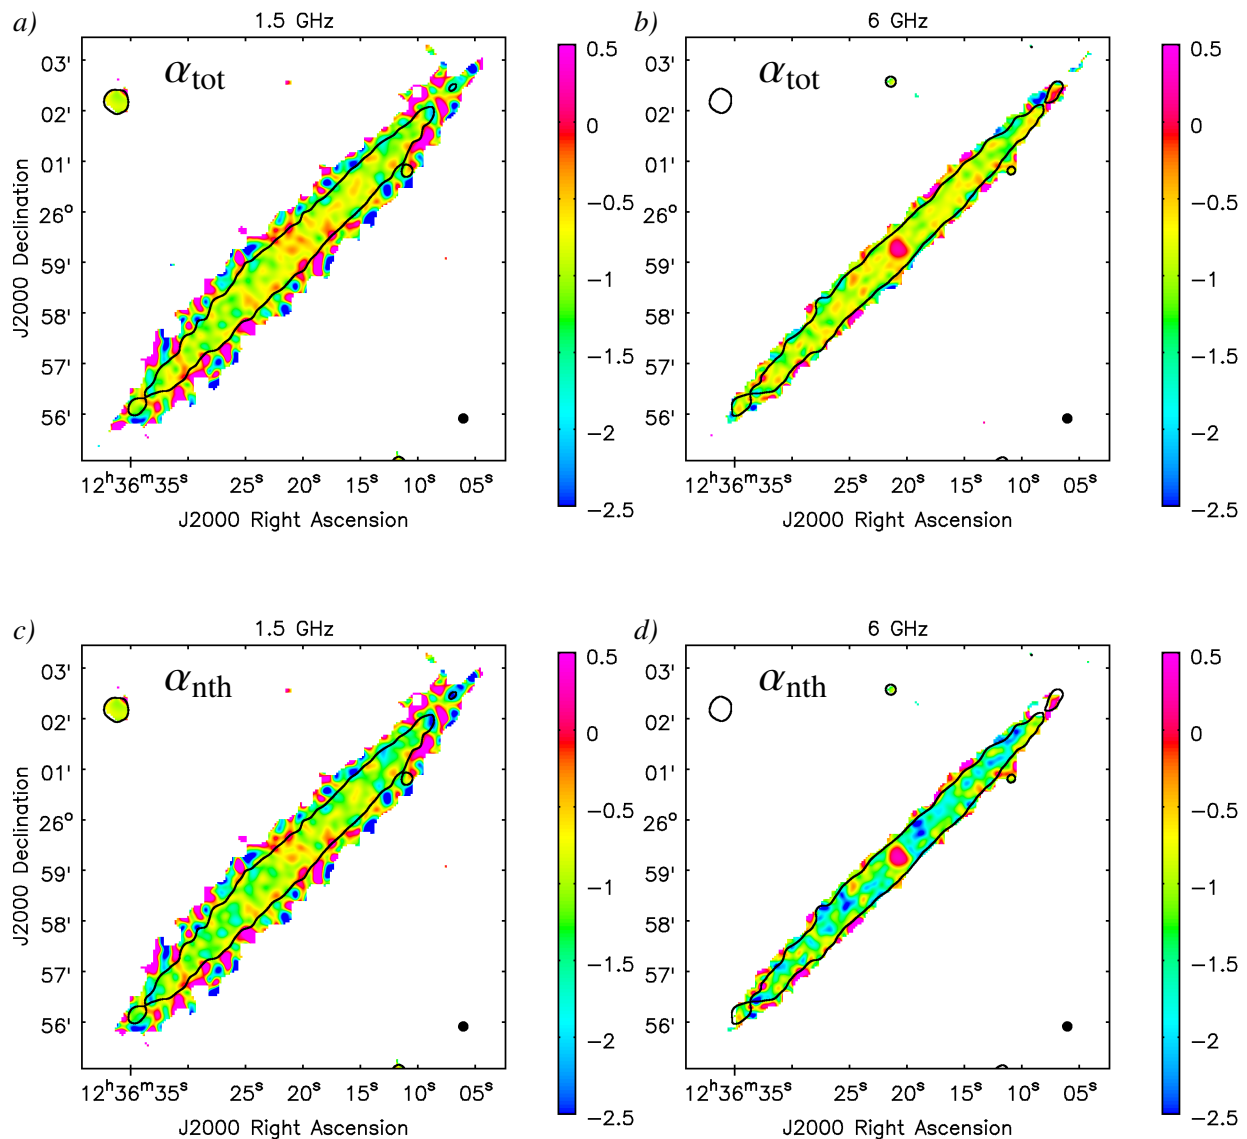 a)
1.5 GHz
α_tot
03'
02'
01'
26°
59'
58'
57'
56'
J2000 Declination
12ʰ36ᵐ35ˢ 25ˢ 20ˢ 15ˢ 10ˢ 05ˢ
J2000 Right Ascension
0.5
0
−0.5
−1
−1.5
−2
−2.5
b)
6 GHz
α_tot
03'
02'
01'
26°
59'
58'
57'
56'
12ʰ36ᵐ35ˢ 25ˢ 20ˢ 15ˢ 10ˢ 05ˢ
J2000 Right Ascension
0.5
0
−0.5
−1
−1.5
−2
−2.5
c)
1.5 GHz
α_nth
03'
02'
01'
26°
59'
58'
57'
56'
J2000 Declination
12ʰ36ᵐ35ˢ 25ˢ 20ˢ 15ˢ 10ˢ 05ˢ
J2000 Right Ascension
0.5
0
−0.5
−1
−1.5
−2
−2.5
d)
6 GHz
α_nth
03'
02'
01'
26°
59'
58'
57'
56'
12ʰ36ᵐ35ˢ 25ˢ 20ˢ 15ˢ 10ˢ 05ˢ
J2000 Right Ascension
0.5
0
−0.5
−1
−1.5
−2
−2.5